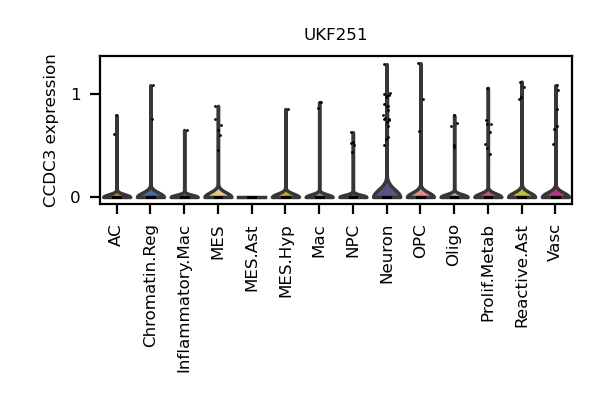 UKF251
CCDC3 expression
1
0
AC
Chromatin.Reg
Inflammatory.Mac
MES
MES.Ast
MES.Hyp
Mac
NPC
Neuron
OPC
Oligo
Prolif.Metab
Reactive.Ast
Vasc